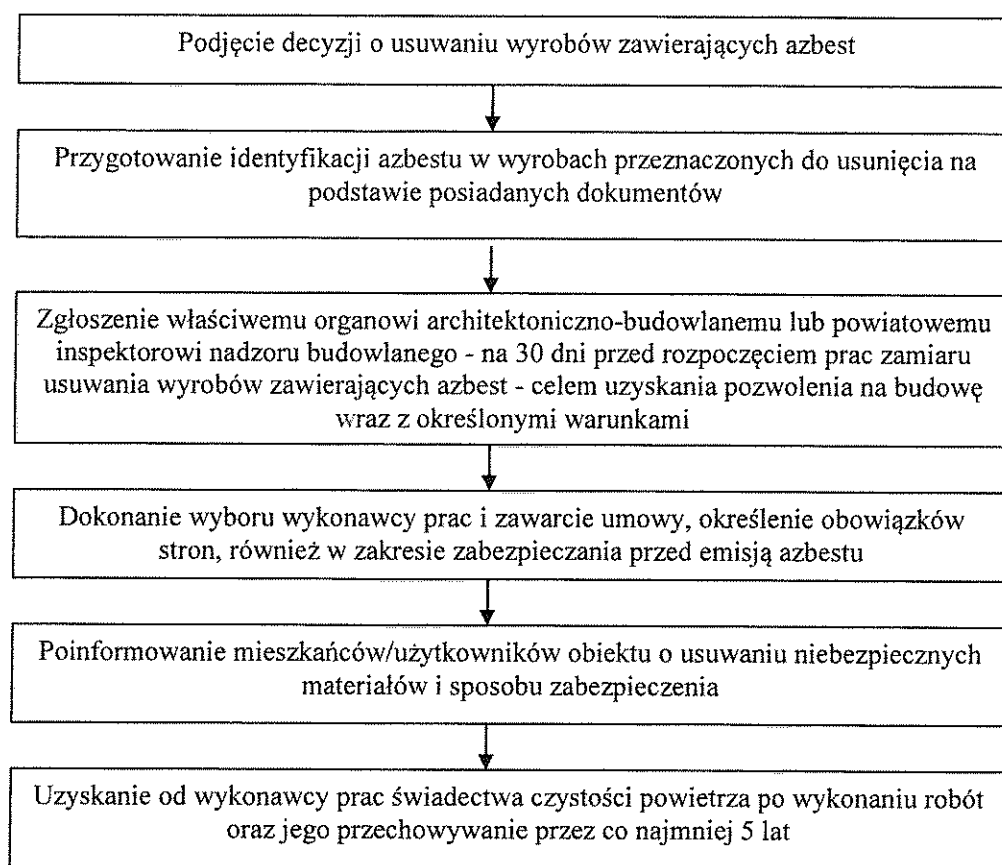 Podjęcie decyzji o usuwaniu wyrobów zawierających azbest
Przygotowanie identyfikacji azbestu w wyrobach przeznaczonych do usunięcia na
podstawie posiadanych dokumentów
Zgłoszenie właściwemu organowi architektoniczno-budowlanemu lub powiatowemu
inspektorowi nadzoru budowlanego - na 30 dni przed rozpoczęciem prac zamiaru
usuwania wyrobów zawierających azbest - celem uzyskania pozwolenia na budowę
wraz z określonymi warunkami
Dokonanie wyboru wykonawcy prac i zawarcie umowy, określenie obowiązków
stron, również w zakresie zabezpieczania przed emisją azbestu
Poinformowanie mieszkańców/użytkowników obiektu o usuwaniu niebezpiecznych
materiałów i sposobu zabezpieczenia
Uzyskanie od wykonawcy prac świadectwa czystości powietrza po wykonaniu robót
oraz jego przechowywanie przez co najmniej 5 lat